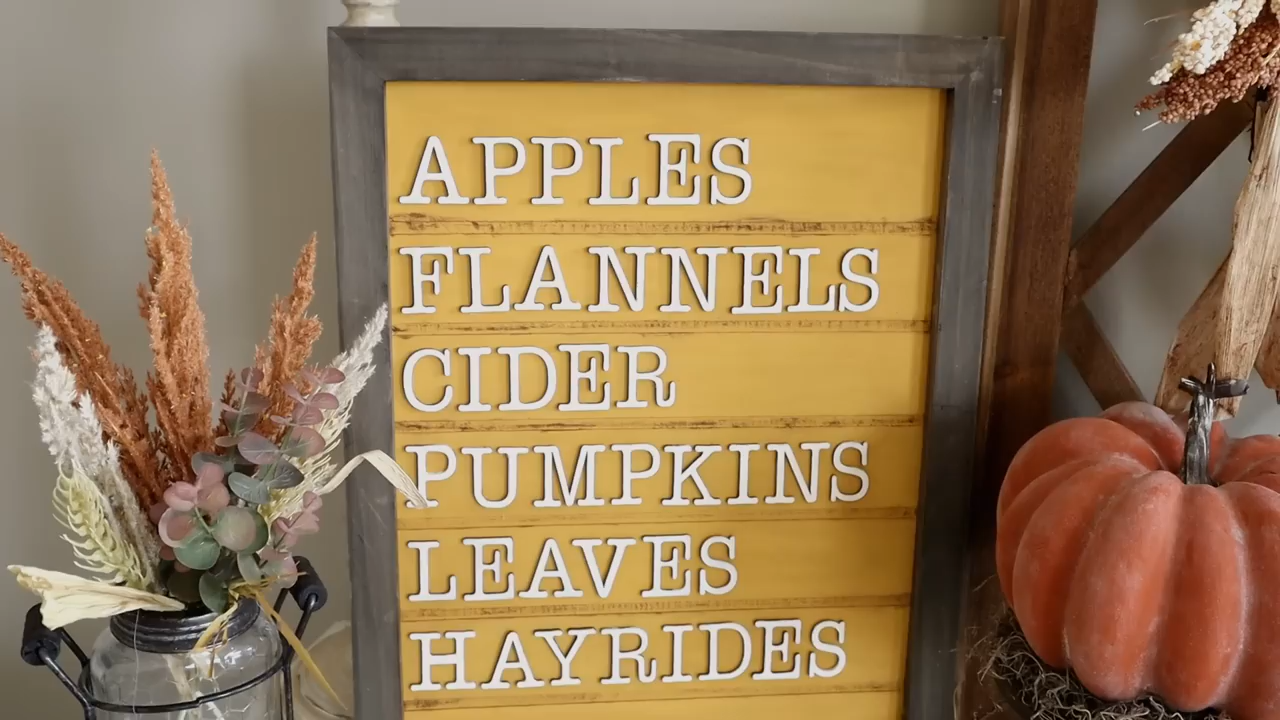 APPLES
FLANNELS
CIDER
PUMPKINS
LEAVES
HAYRIDES